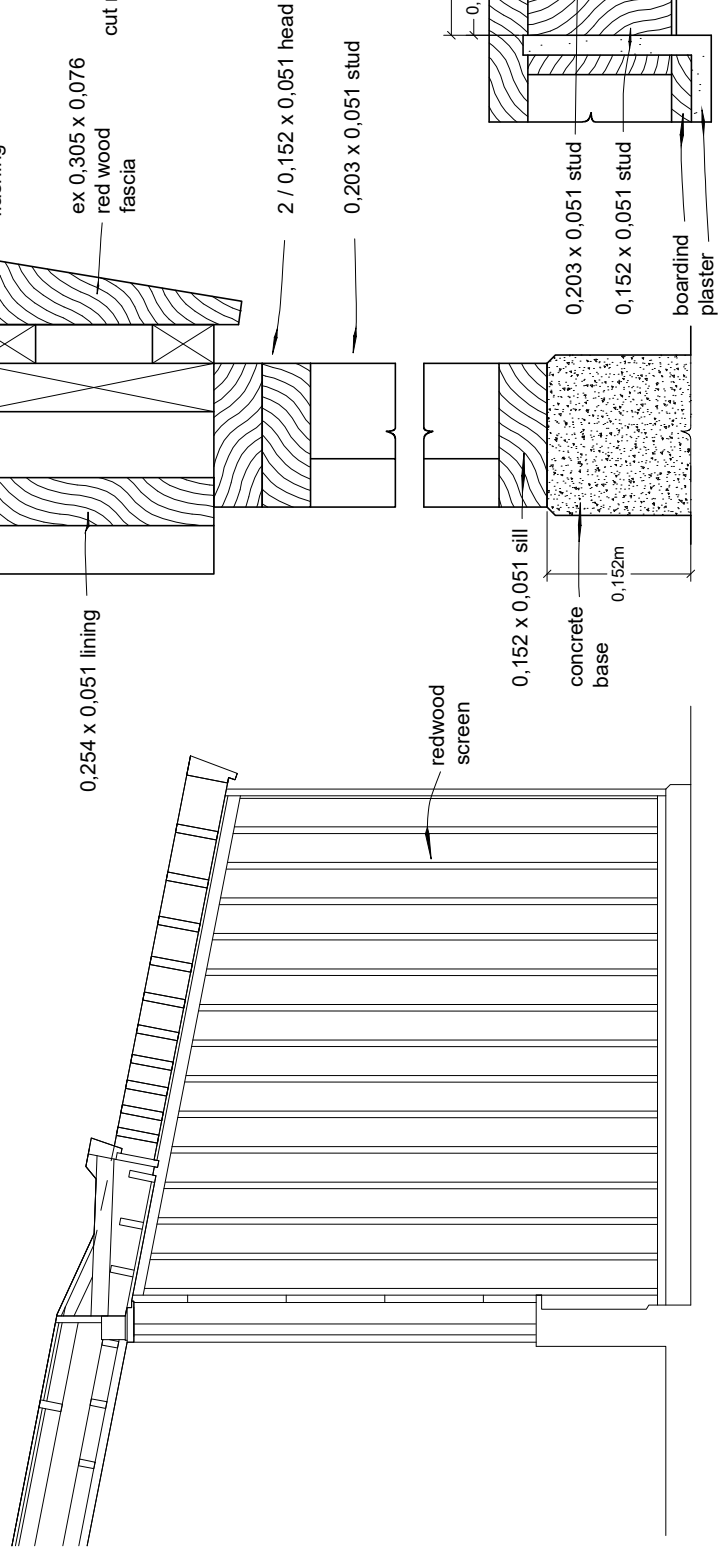 cut
ex 0,305 x 0,076
red wood
fascia
2 / 0,152 x 0,051 head
0,203 x 0,051 stud
0,203 x 0,051 stud
0,152 x 0,051 stud
boardind
plaster
0,254 x 0,051 lining
0,152 x 0,051 sill
concrete
base
0,152m
redwood
screen